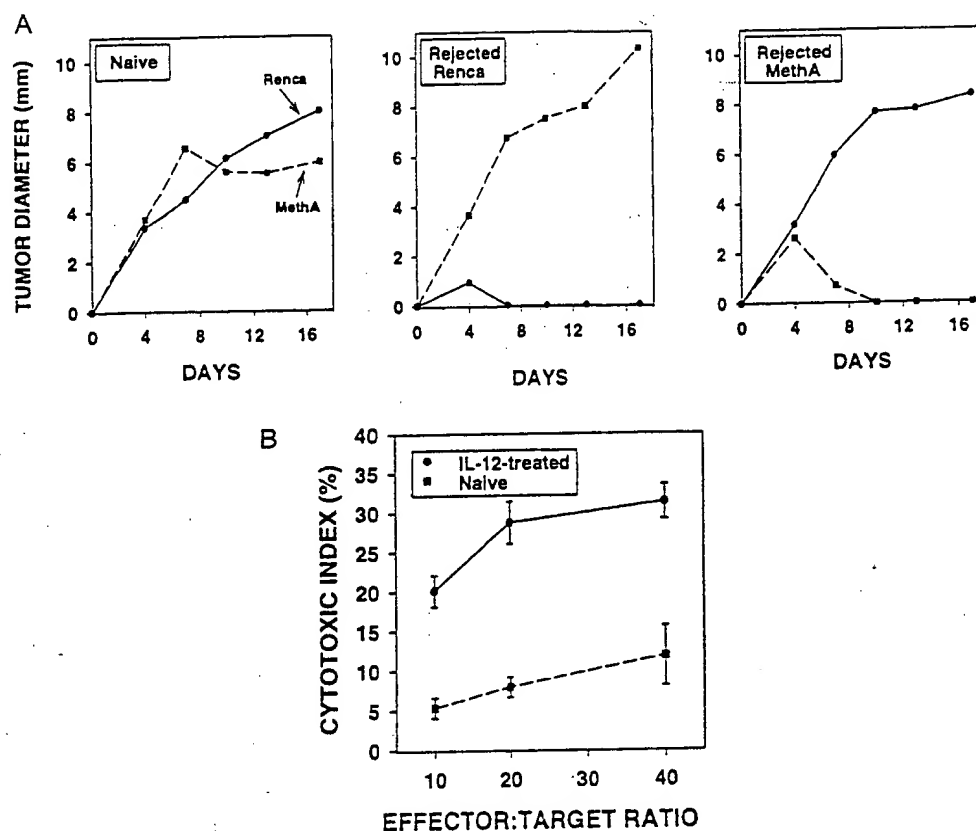 A
Naive
Renca
MethA
TUMOR DIAMETER (mm)
10
8
6
4
2
0
0 4 8 12 16
DAYS
Rejected
Renca
10
8
6
4
2
0
0 4 8 12 16
DAYS
Rejected
MethA
10
8
6
4
2
0
0 4 8 12 16
DAYS
B
IL-12-treated
Naive
CYTOTOXIC INDEX (%)
40
35
30
25
20
15
10
5
0
10 20 30 40
EFFECTOR:TARGET RATIO